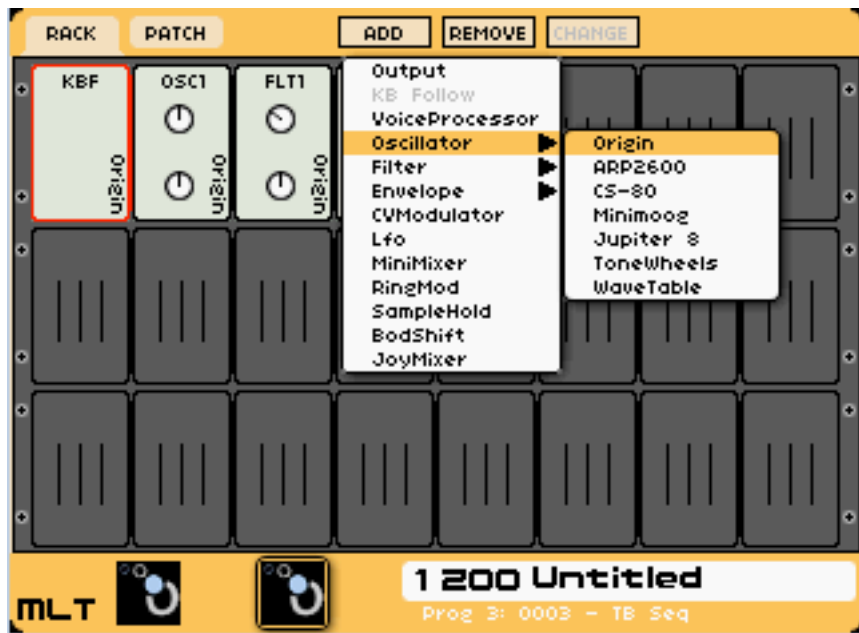 RACK PATCH ADD REMOVE CHANGE
KBF OSC1 FLT1
Origin Origin Origin
Output
KB Follow
VoiceProcessor
Oscillator
Filter
Envelope
CVModulator
Lfo
MiniMixer
RingMod
SampleHold
BodShift
JoyMixer
Origin
ARP2600
CS-80
Minimoog
Jupiter 8
ToneWheels
WaveTable
MLT
1 200 Untitled
Prog 3: 0003 - TB Seq